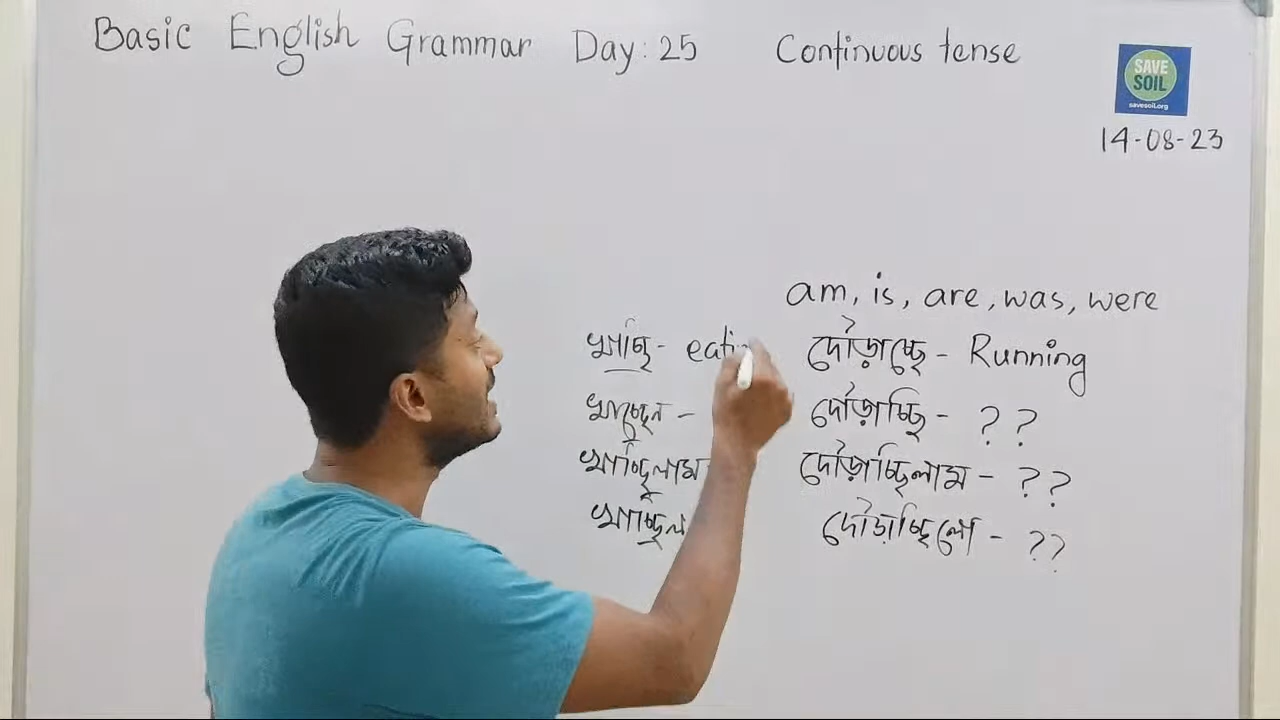 Basic English Grammar Day: 25 Continuous tense
SAVE SOIL
savesoil.org
14-08-23
am, is, are, was, were
খাচ্ছি - eati
দৌড়াচ্ছে - Running
খাচ্ছেন -
দৌড়াচ্ছি - ??
খাচ্ছিলাম
দৌড়াচ্ছিলাম - ??
খাচ্ছিল
দৌড়াচ্ছিলো - ??